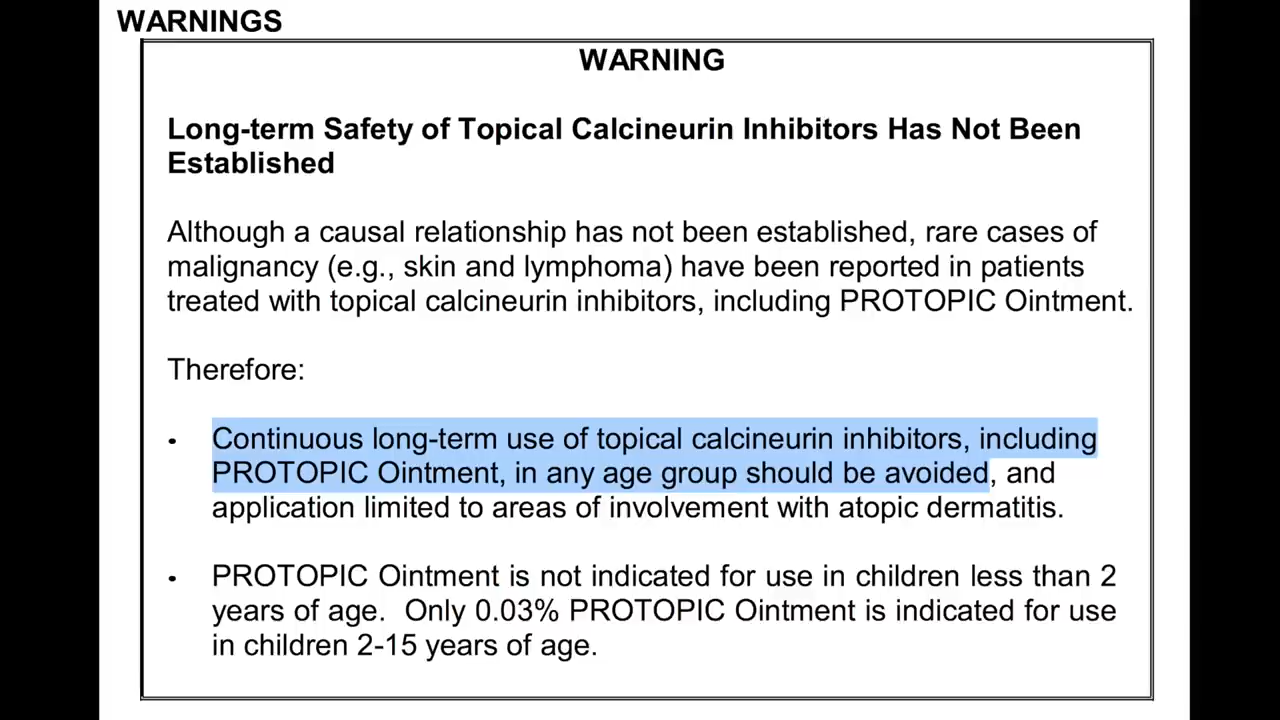 WARNINGS
WARNING
Long-term Safety of Topical Calcineurin Inhibitors Has Not Been
Established
Although a causal relationship has not been established, rare cases of
malignancy (e.g., skin and lymphoma) have been reported in patients
treated with topical calcineurin inhibitors, including PROTOPIC Ointment.
Therefore:
• Continuous long-term use of topical calcineurin inhibitors, including
PROTOPIC Ointment, in any age group should be avoided, and
application limited to areas of involvement with atopic dermatitis.
• PROTOPIC Ointment is not indicated for use in children less than 2
years of age.  Only 0.03% PROTOPIC Ointment is indicated for use
in children 2-15 years of age.